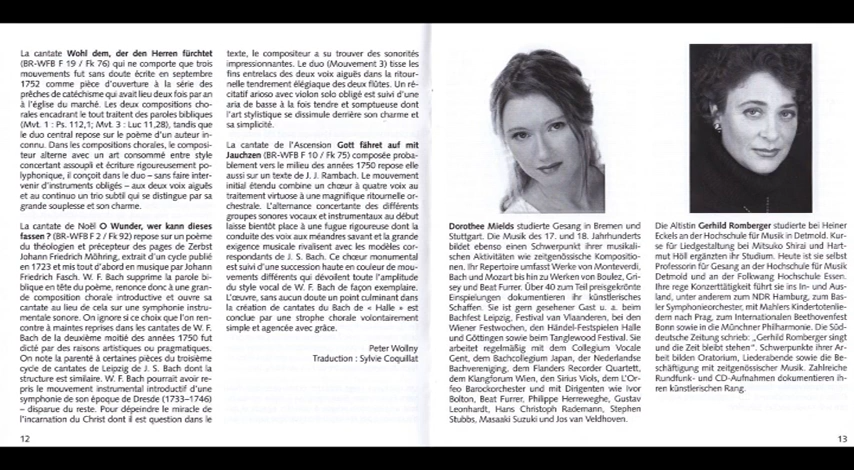 La cantate Wohl dem, der den Herren fürchtet
(BR-WFB F 19 / Fk 76) qui ne comporte que trois
mouvements fut sans doute écrite en septembre
1752 comme pièce d'ouverture à la série des
prêches de catéchisme qui avait lieu deux fois par an
à l'église du marché. Les deux compositions cho-
rales encadrant le tout traitent des paroles bibliques
(Mvt. 1 : Ps. 112,1; Mvt. 3 : Luc 11,28), tandis que
le duo central repose sur le poème d'un auteur in-
connu. Dans les compositions chorales, le composi-
teur alterne avec un art consommé entre style
concertant assoupli et écriture rigoureusement po-
lyphonique, il conçoit dans le duo – sans faire inter-
venir d'instruments obligés – aux deux voix aiguës
et au continuo un trio subtil qui se distingue par sa
grande souplesse et son charme.
La cantate de Noël O Wunder, wer kann dieses
fassen ? (BR-WFB F 2 / Fk 92) repose sur un poème
du théologien et précepteur des pages de Zerbst
Johann Friedrich Möhring, extrait d'un cycle publié
en 1723 et mis tout d'abord en musique par Johann
Friedrich Fasch. W. F. Bach supprime la parole bi-
blique en tête du poème, renonce donc à une gran-
de composition chorale introductive et ouvre sa
cantate au lieu de cela sur une symphonie instru-
mentale sonore. On ignore si ce choix que l'on ren-
contre à maintes reprises dans les cantates de W. F.
Bach de la deuxième moitié des années 1750 fut
dicté par des raisons artistiques ou pragmatiques.
On note la parenté à certaines pièces du troisième
cycle de cantates de Leipzig de J. S. Bach dont la
structure est similaire. W. F. Bach pourrait avoir re-
pris le mouvement instrumental introductif d'une
symphonie de son époque de Dresde (1733–1746)
– disparue du reste. Pour dépeindre le miracle de
l'incarnation du Christ dont il est question dans le
12
texte, le compositeur a su trouver des sonorités
impressionnantes. Le duo (Mouvement 3) tisse les
fins entrelacs des deux voix aiguës dans la ritour-
nelle tendrement élégiaque des deux flûtes. Un ré-
citatif arioso avec violon solo obligé est suivi d'une
aria de basse à la fois tendre et somptueuse dont
l'art stylistique se dissimule derrière son charme et
sa simplicité.
La cantate de l'Ascension Gott fähret auf mit
Jauchzen (BR-WFB F 10 / Fk 75) composée proba-
blement vers le milieu des années 1750 repose elle
aussi sur un texte de J. J. Rambach. Le mouvement
initial étendu combine un chœur à quatre voix au
traitement virtuose à une magnifique ritournelle or-
chestrale. L'alternance concertante des différents
groupes sonores vocaux et instrumentaux au début
laisse bientôt place à une fugue rigoureuse dont la
conduite des voix aux méandres savant et la grande
exigence musicale rivalisent avec les modèles cor-
respondants de J. S. Bach. Ce chœur monumental
est suivi d'une succession haute en couleur de mou-
vements différents qui dévoilent toute l'amplitude
du style vocal de W. F. Bach de façon exemplaire.
L'œuvre, sans aucun doute un point culminant dans
la création de cantates du Bach de « Halle » est
conclue par une strophe chorale volontairement
simple et agencée avec grâce.
Peter Wollny
Traduction : Sylvie Coquillat
Dorothee Mields studierte Gesang in Bremen und
Stuttgart. Die Musik des 17. und 18. Jahrhunderts
bildet ebenso einen Schwerpunkt ihrer musikali-
schen Aktivitäten wie zeitgenössische Kompositio-
nen. Ihr Repertoire umfasst Werke von Monteverdi,
Bach und Mozart bis hin zu Werken von Boulez, Gri-
sey und Beat Furrer. Über 40 zum Teil preisgekrönte
Einspielungen dokumentieren ihr künstlerisches
Schaffen. Sie ist gern gesehener Gast u. a. beim
Bachfest Leipzig, Festival van Vlaanderen, bei den
Wiener Festwochen, den Händel-Festspielen Halle
und Göttingen sowie beim Tanglewood Festival. Sie
arbeitet regelmäßig mit dem Collegium Vocale
Gent, dem Bachcollegium Japan, der Nederlandse
Bachvereniging, dem Flanders Recorder Quartett,
dem Klangforum Wien, den Sirius Viols, dem L'Or-
feo Barockorchester und mit Dirigenten wie Ivor
Bolton, Beat Furrer, Philippe Herreweghe, Gustav
Leonhardt, Hans Christoph Rademann, Stephen
Stubbs, Masaaki Suzuki und Jos van Veldhoven.
Die Altistin Gerhild Romberger studierte bei Heiner
Eckels an der Hochschule für Musik in Detmold. Kur-
se für Liedgestaltung bei Mitsuko Shirai und Hart-
mut Höll ergänzten ihr Studium. Heute ist sie selbst
Professorin für Gesang an der Hochschule für Musik
Detmold und an der Folkwang Hochschule Essen.
Ihre rege Konzerttätigkeit führt sie ins In- und Aus-
land, unter anderem zum NDR Hamburg, zum Bas-
ler Symphonieorchester, mit Mahlers Kindertotenlie-
dern nach Prag, zum Internationalen Beethovenfest
Bonn sowie in die Münchner Philharmonie. Die Süd-
deutsche Zeitung schrieb: „Gerhild Romberger singt
und die Zeit bleibt stehen“. Schwerpunkte ihrer Ar-
beit bilden Oratorium, Liederabende sowie die Be-
schäftigung mit zeitgenössischer Musik. Zahlreiche
Rundfunk- und CD-Aufnahmen dokumentieren ih-
ren künstlerischen Rang.
13